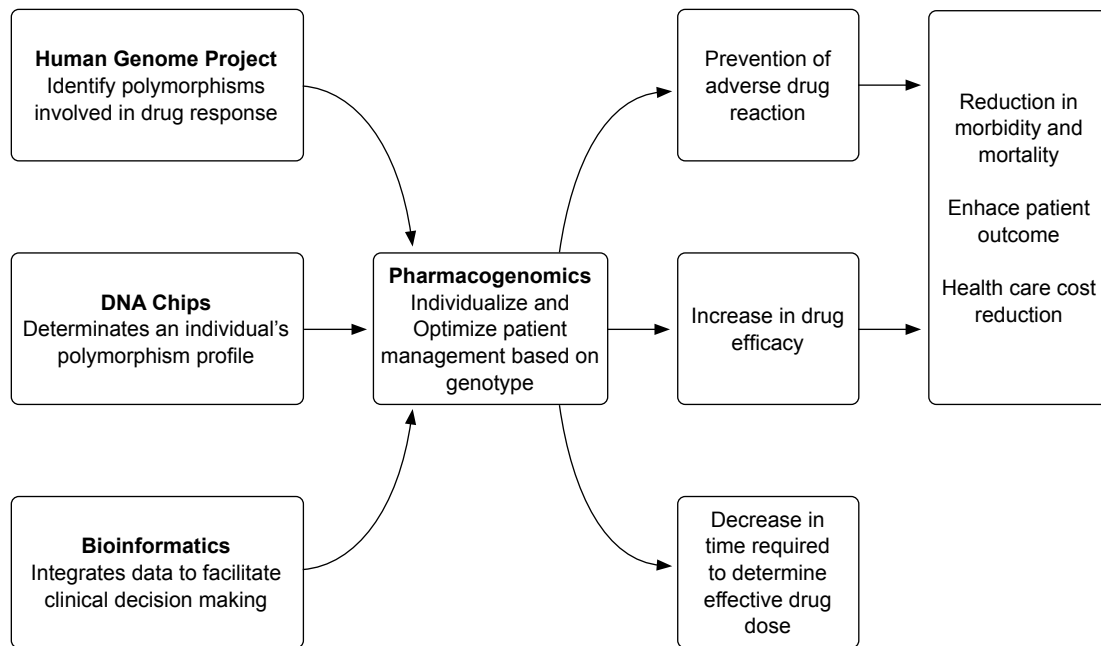 Human Genome Project
Identify polymorphisms
involved in drug response
DNA Chips
Determinates an individual's
polymorphism profile
Bioinformatics
Integrates data to facilitate
clinical decision making
Pharmacogenomics
Individualize and
Optimize patient
management based on
genotype
Prevention of
adverse drug
reaction
Increase in drug
efficacy
Decrease in
time required
to determine
effective drug
dose
Reduction in
morbidity and
mortality
Enhace patient
outcome
Health care cost
reduction